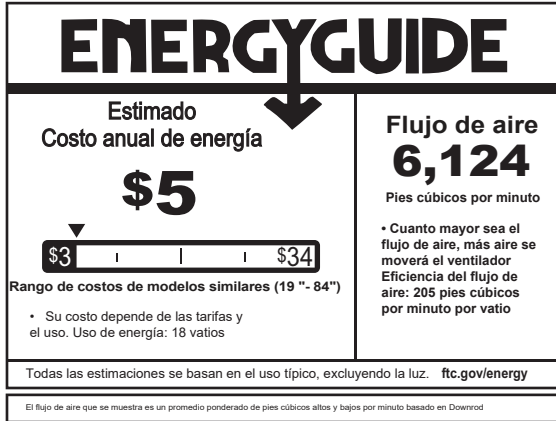 ENERGYGUIDE
Estimado
Costo anual de energía
$5
$3
$34
Rango de costos de modelos similares (19 "- 84")
• Su costo depende de las tarifas y
el uso. Uso de energía: 18 vatios
Flujo de aire
6,124
Pies cúbicos por minuto
• Cuanto mayor sea el
flujo de aire, más aire se
moverá el ventilador
Eficiencia del flujo de
aire: 205 pies cúbicos
por minuto por vatio
Todas las estimaciones se basan en el uso típico, excluyendo la luz. ftc.gov/energy
El flujo de aire que se muestra es un promedio ponderado de pies cúbicos altos y bajos por minuto basado en Downrod